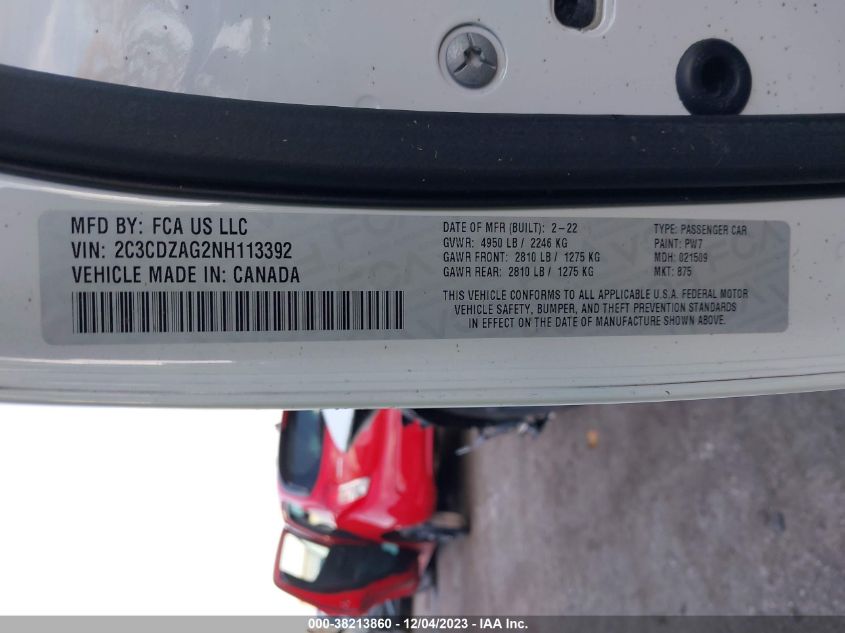 MFD BY: FCA US LLC
VIN: 2C3CDZAG2NH113392
VEHICLE MADE IN: CANADA
DATE OF MFR (BUILT): 2-22
GVWR: 4950 LB / 2246 KG
GAWR FRONT: 2810 LB / 1275 KG
GAWR REAR: 2810 LB / 1275 KG
TYPE: PASSENGER CAR
PAINT: PW7
MDH: 021509
MKT: 875
THIS VEHICLE CONFORMS TO ALL APPLICABLE U.S.A. FEDERAL MOTOR
VEHICLE SAFETY, BUMPER, AND THEFT PREVENTION STANDARDS
IN EFFECT ON THE DATE OF MANUFACTURE SHOWN ABOVE.
000-38213860 - 12/04/2023 - IAA Inc.